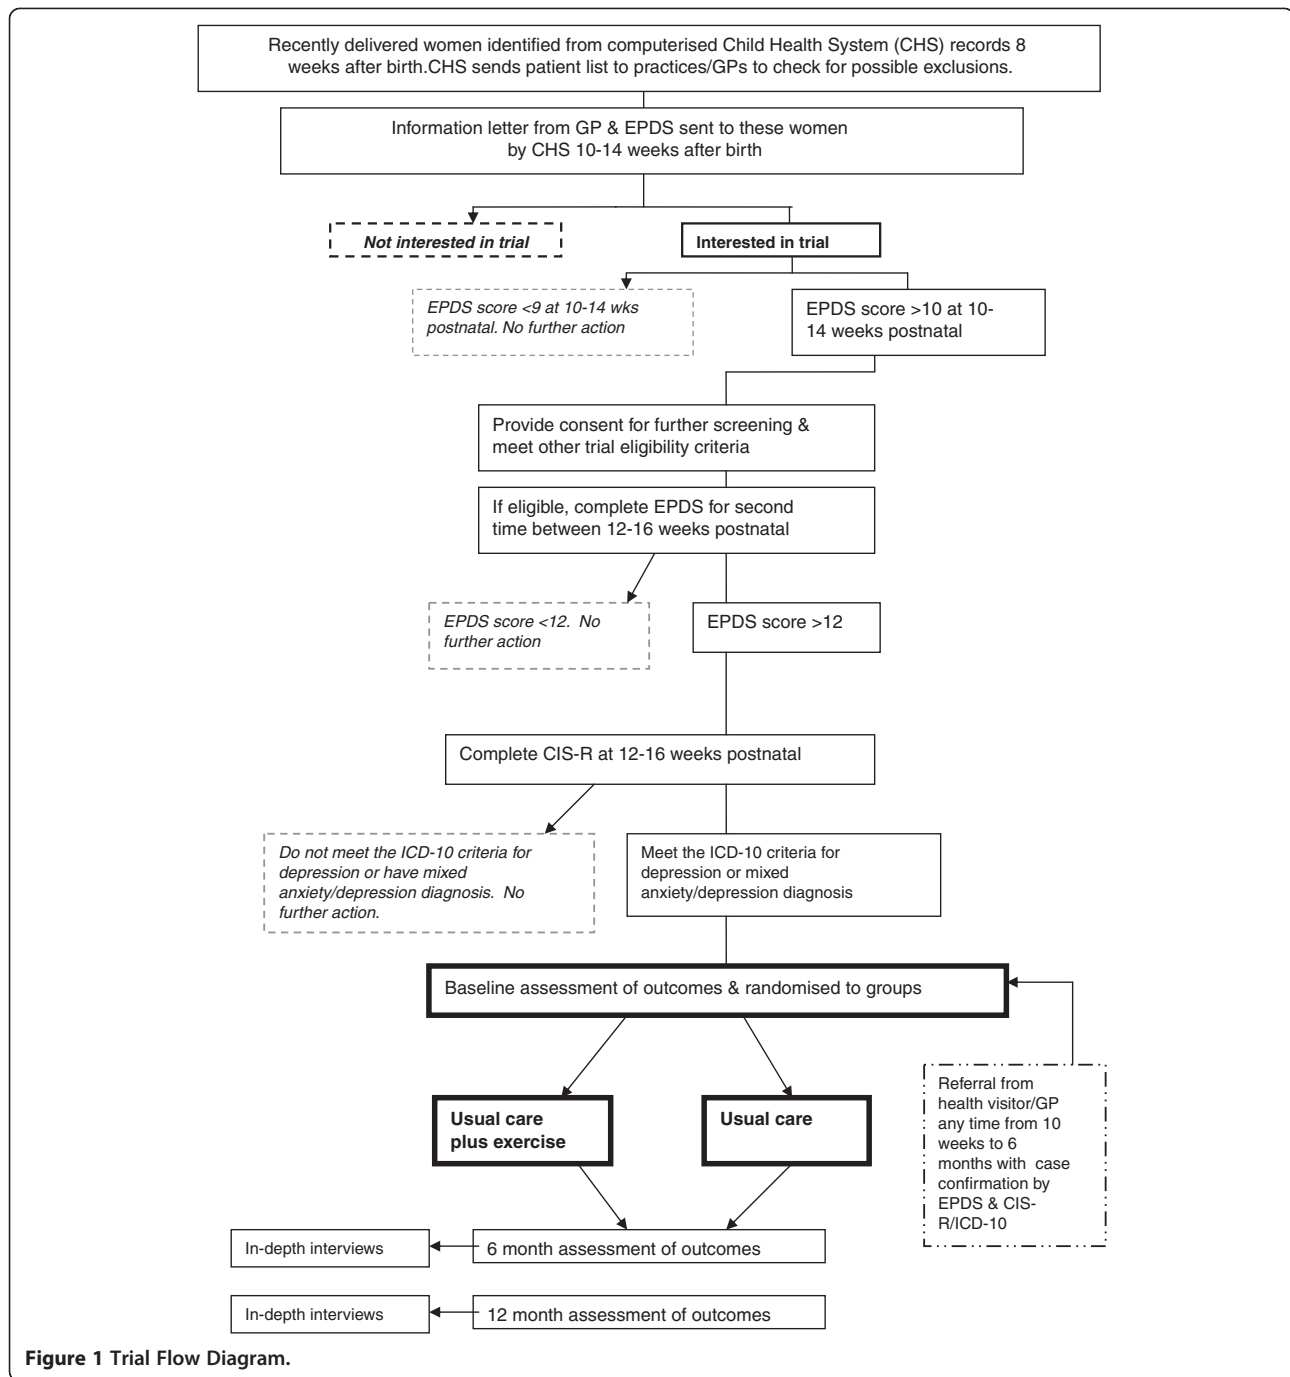 Recently delivered women identified from computerised Child Health System (CHS) records 8
weeks after birth.CHS sends patient list to practices/GPs to check for possible exclusions.
Information letter from GP & EPDS sent to these women
by CHS 10-14 weeks after birth
Not interested in trial
Interested in trial
EPDS score <9 at 10-14 wks
postnatal. No further action
EPDS score >10 at 10-
14 weeks postnatal
Provide consent for further screening &
meet other trial eligibility criteria
If eligible, complete EPDS for second
time between 12-16 weeks postnatal
EPDS score <12. No
further action
EPDS score >12
Complete CIS-R at 12-16 weeks postnatal
Do not meet the ICD-10 criteria for
depression or have mixed
anxiety/depression diagnosis. No
further action.
Meet the ICD-10 criteria for
depression or mixed
anxiety/depression diagnosis
Baseline assessment of outcomes & randomised to groups
Referral from
health visitor/GP
any time from 10
weeks to 6
months with case
confirmation by
EPDS & CIS-
R/ICD-10
Usual care
plus exercise
Usual care
In-depth interviews
6 month assessment of outcomes
In-depth interviews
12 month assessment of outcomes
Figure 1 Trial Flow Diagram.